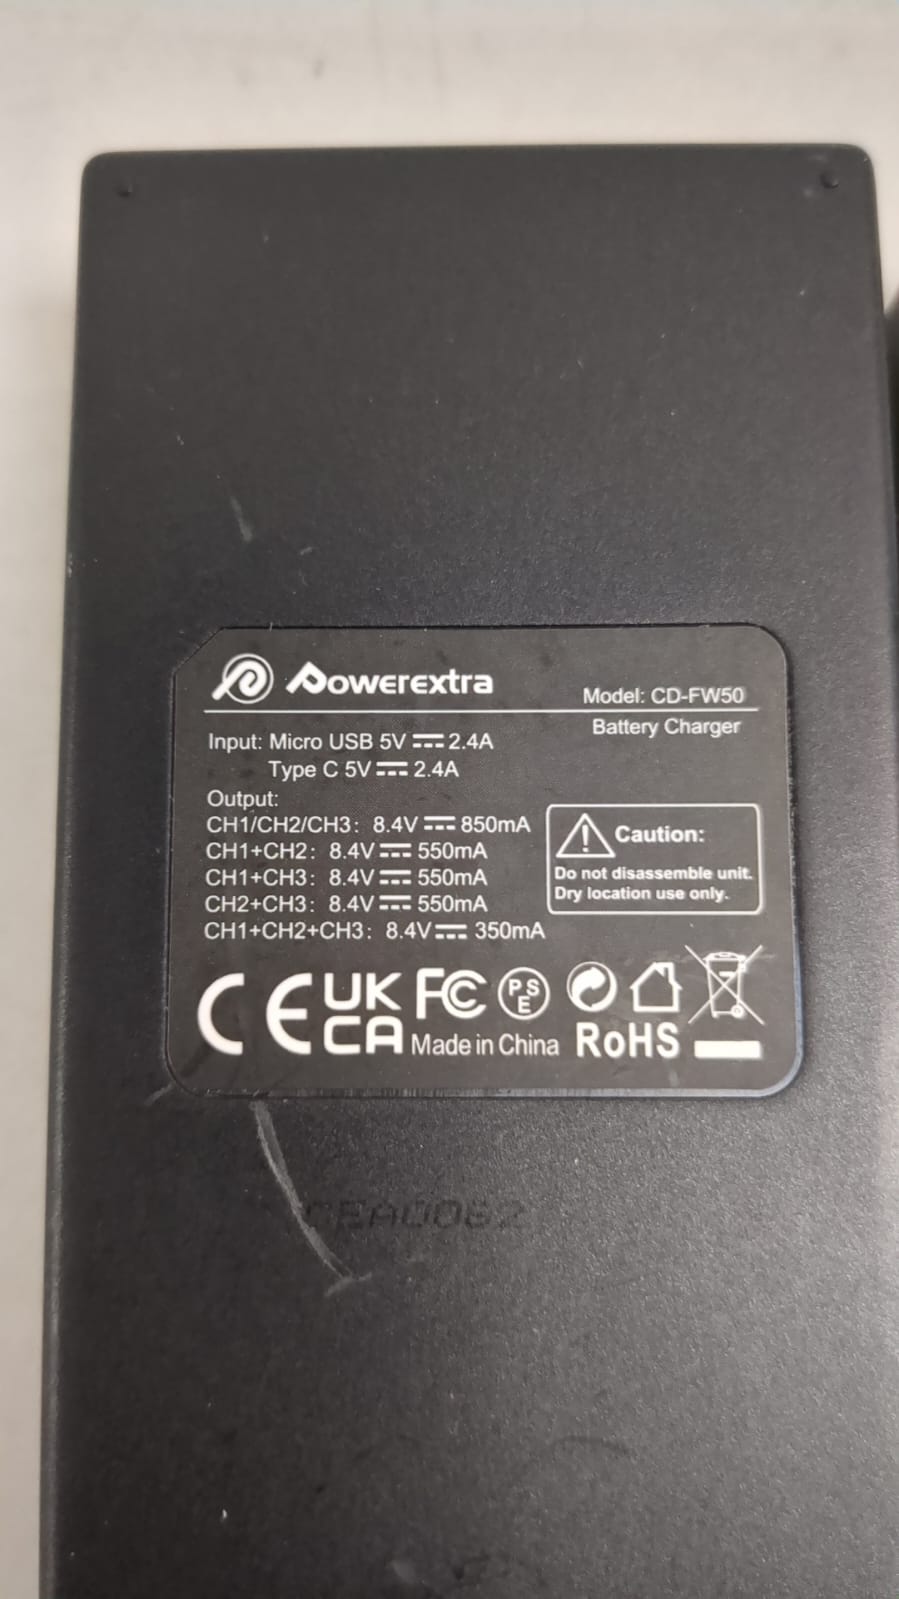 Powerextra
Model: CD-FW50
Battery Charger
Input: Micro USB 5V ⎓ 2.4A
Type C 5V ⎓ 2.4A
Output:
CH1/CH2/CH3: 8.4V ⎓ 850mA
CH1+CH2: 8.4V ⎓ 550mA
CH1+CH3: 8.4V ⎓ 550mA
CH2+CH3: 8.4V ⎓ 550mA
CH1+CH2+CH3: 8.4V ⎓ 350mA
Caution:
Do not disassemble unit.
Dry location use only.
CE UK CA FC PSE
Made in China
RoHS